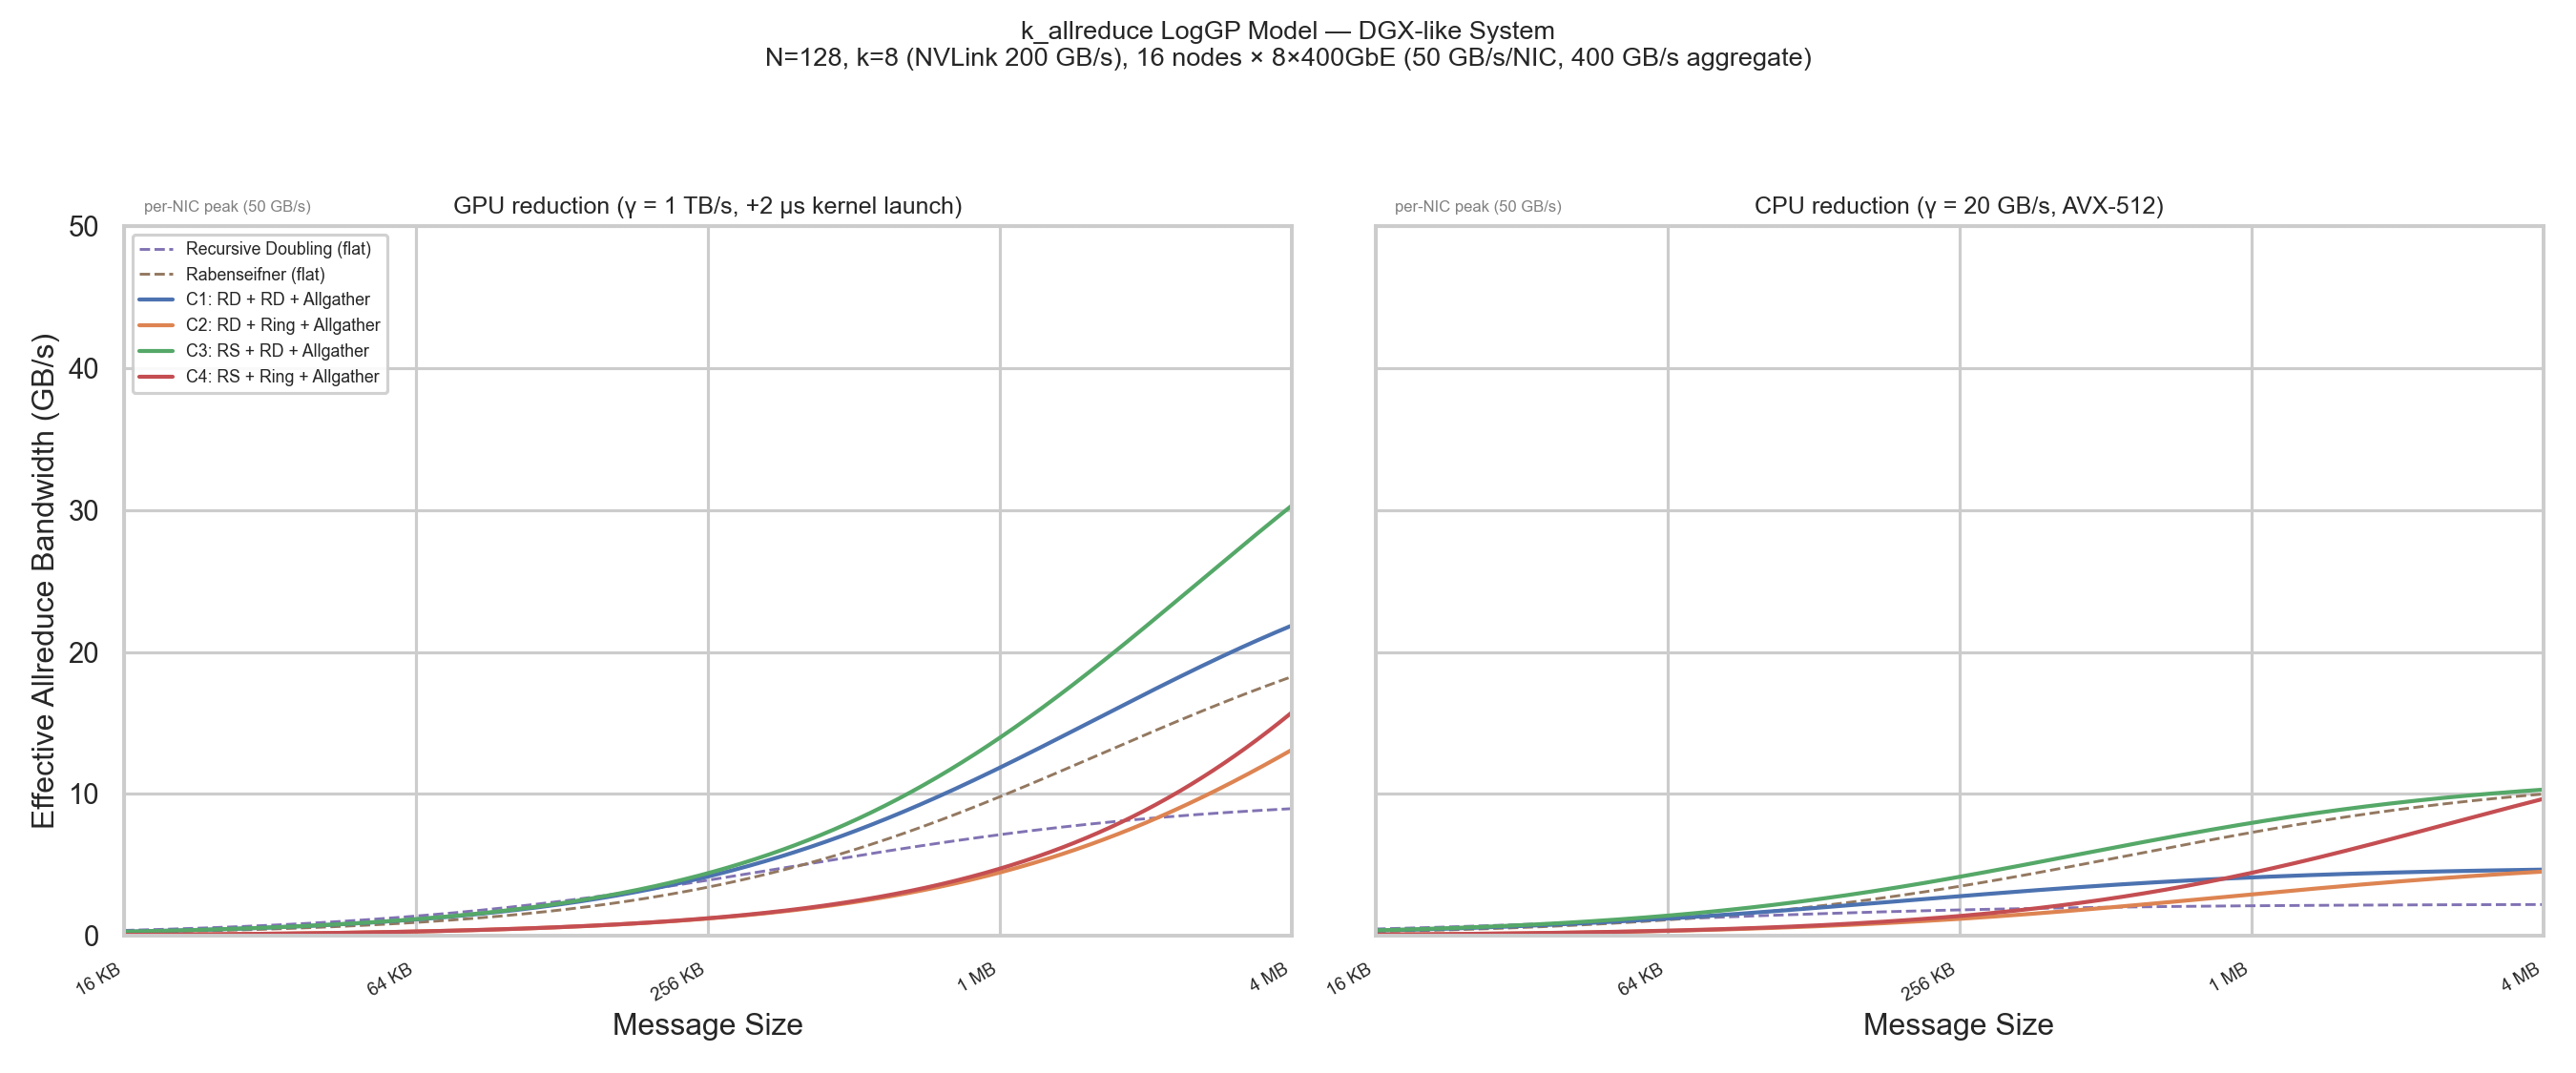 k_allreduce LogGP Model — DGX-like System
N=128, k=8 (NVLink 200 GB/s), 16 nodes × 8×400GbE (50 GB/s/NIC, 400 GB/s aggregate)
per-NIC peak (50 GB/s)
GPU reduction (γ = 1 TB/s, +2 μs kernel launch)
Effective Allreduce Bandwidth (GB/s)
50
40
30
20
10
0
Recursive Doubling (flat)
Rabenseifner (flat)
C1: RD + RD + Allgather
C2: RD + Ring + Allgather
C3: RS + RD + Allgather
C4: RS + Ring + Allgather
16 KB
64 KB
256 KB
1 MB
4 MB
Message Size
per-NIC peak (50 GB/s)
CPU reduction (γ = 20 GB/s, AVX-512)
16 KB
64 KB
256 KB
1 MB
4 MB
Message Size